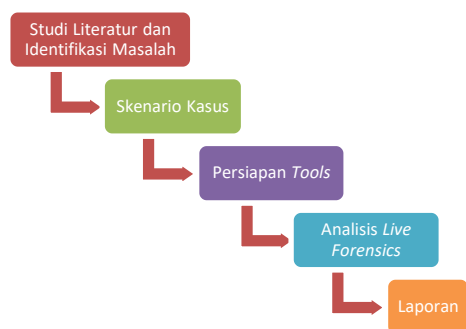 Studi Literatur dan
Identifikasi Masalah
Skenario Kasus
Persiapan Tools
Analisis Live
Forensics
Laporan